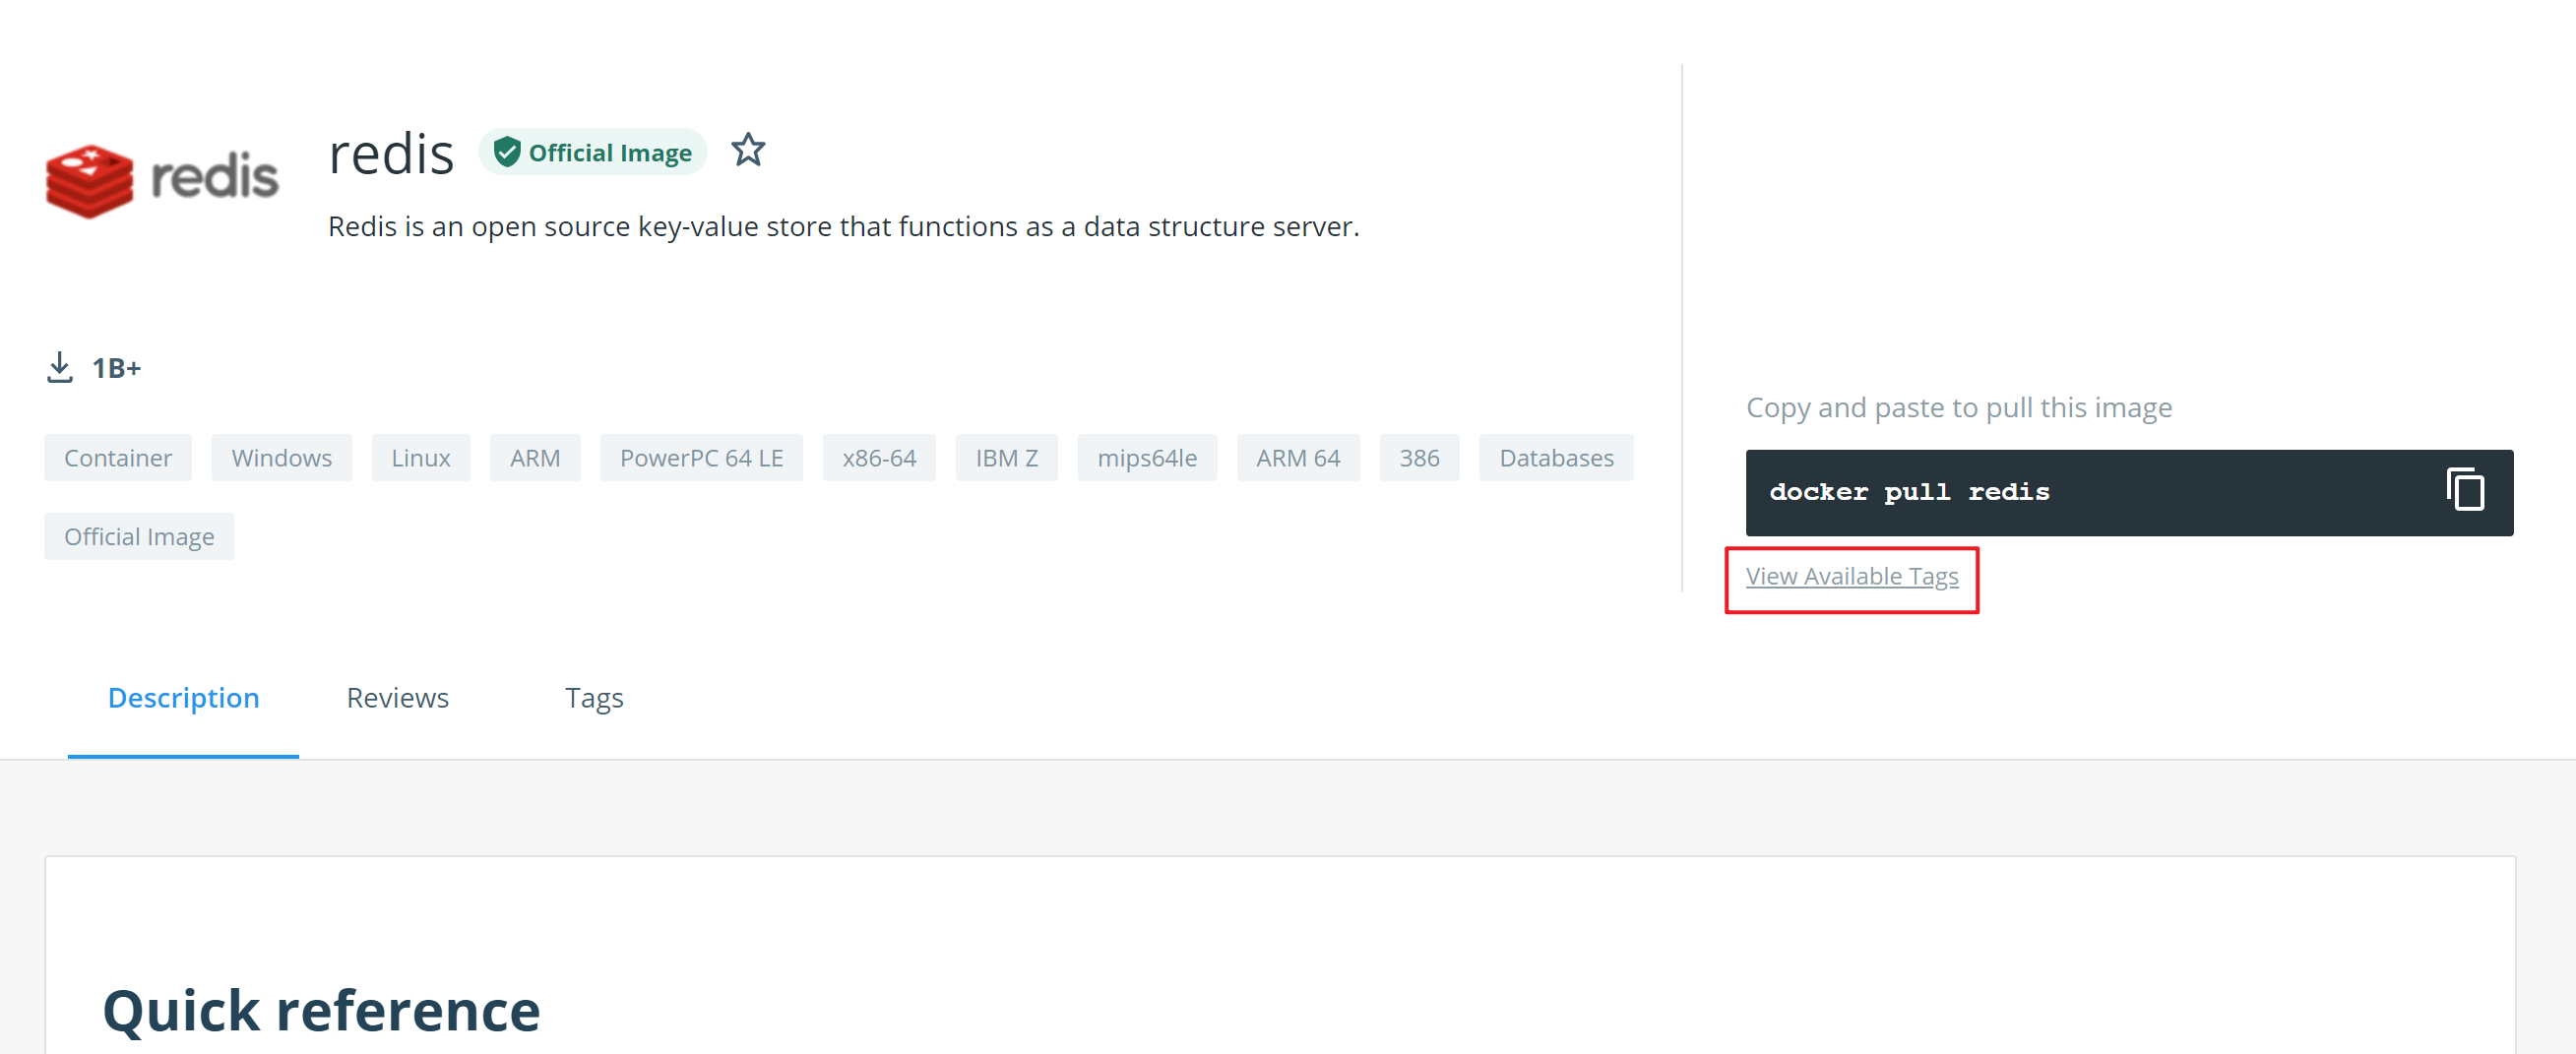 redis
redis Official Image
Redis is an open source key-value store that functions as a data structure server.
1B+
Container Windows Linux ARM PowerPC 64 LE x86-64 IBM Z mips64le ARM 64 386 Databases
Official Image
Copy and paste to pull this image
docker pull redis
View Available Tags
Description Reviews Tags
Quick reference